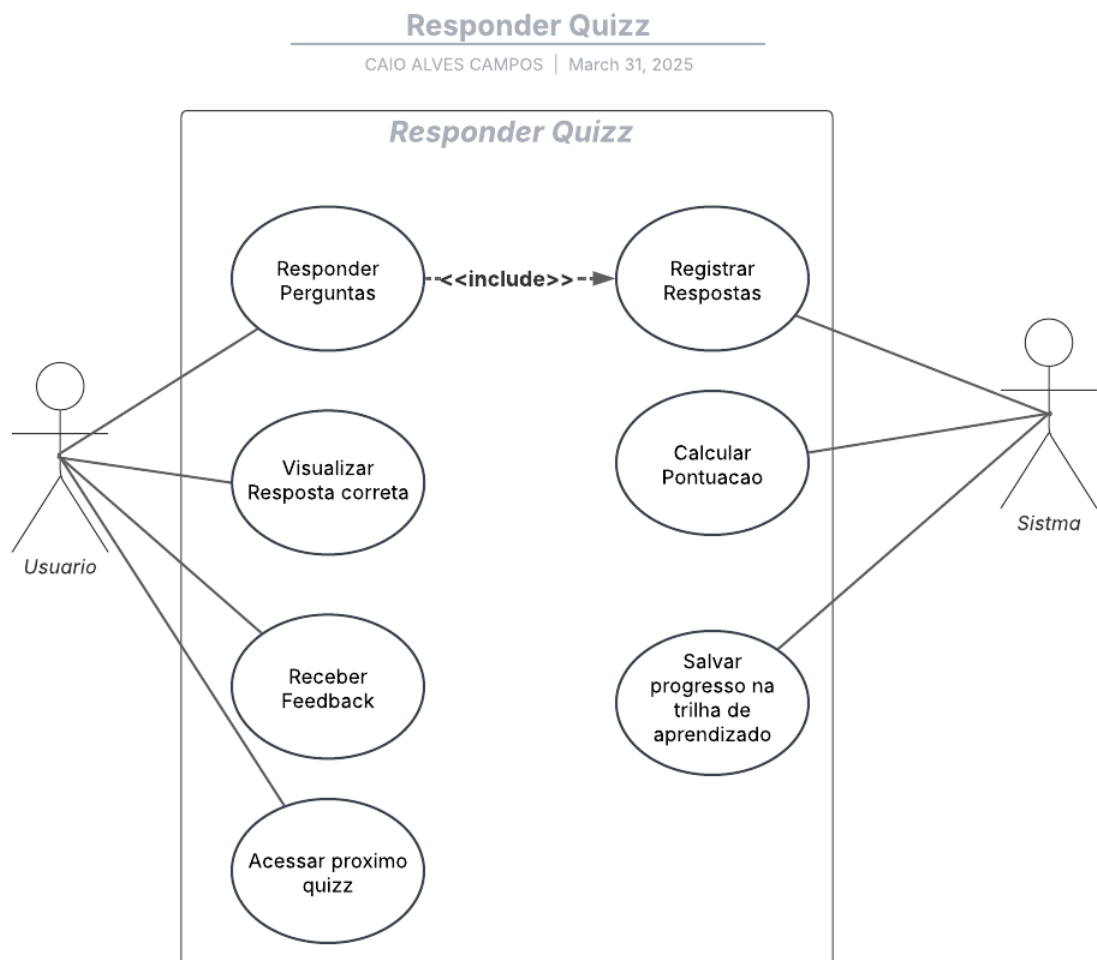 Responder Quizz
CAIO ALVES CAMPOS | March 31, 2025
Responder Quizz
Responder
Perguntas
<<include>>
Registrar
Respostas
Visualizar
Resposta correta
Calcular
Pontuacao
Usuario
Sistma
Receber
Feedback
Salvar
progresso na
trilha de
aprendizado
Acessar proximo
quizz